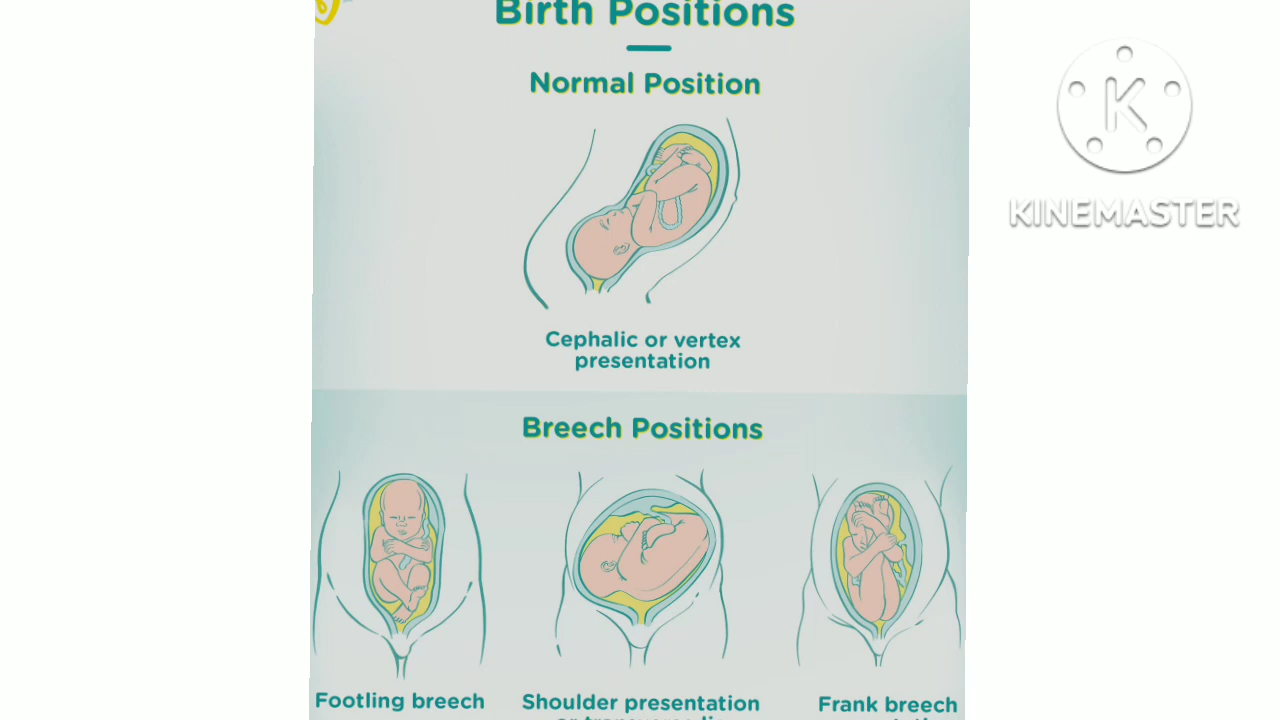 Birth Positions
Normal Position
K
KINEMASTER
Cephalic or vertex
presentation
Breech Positions
Footling breech
Shoulder presentation
Frank breech